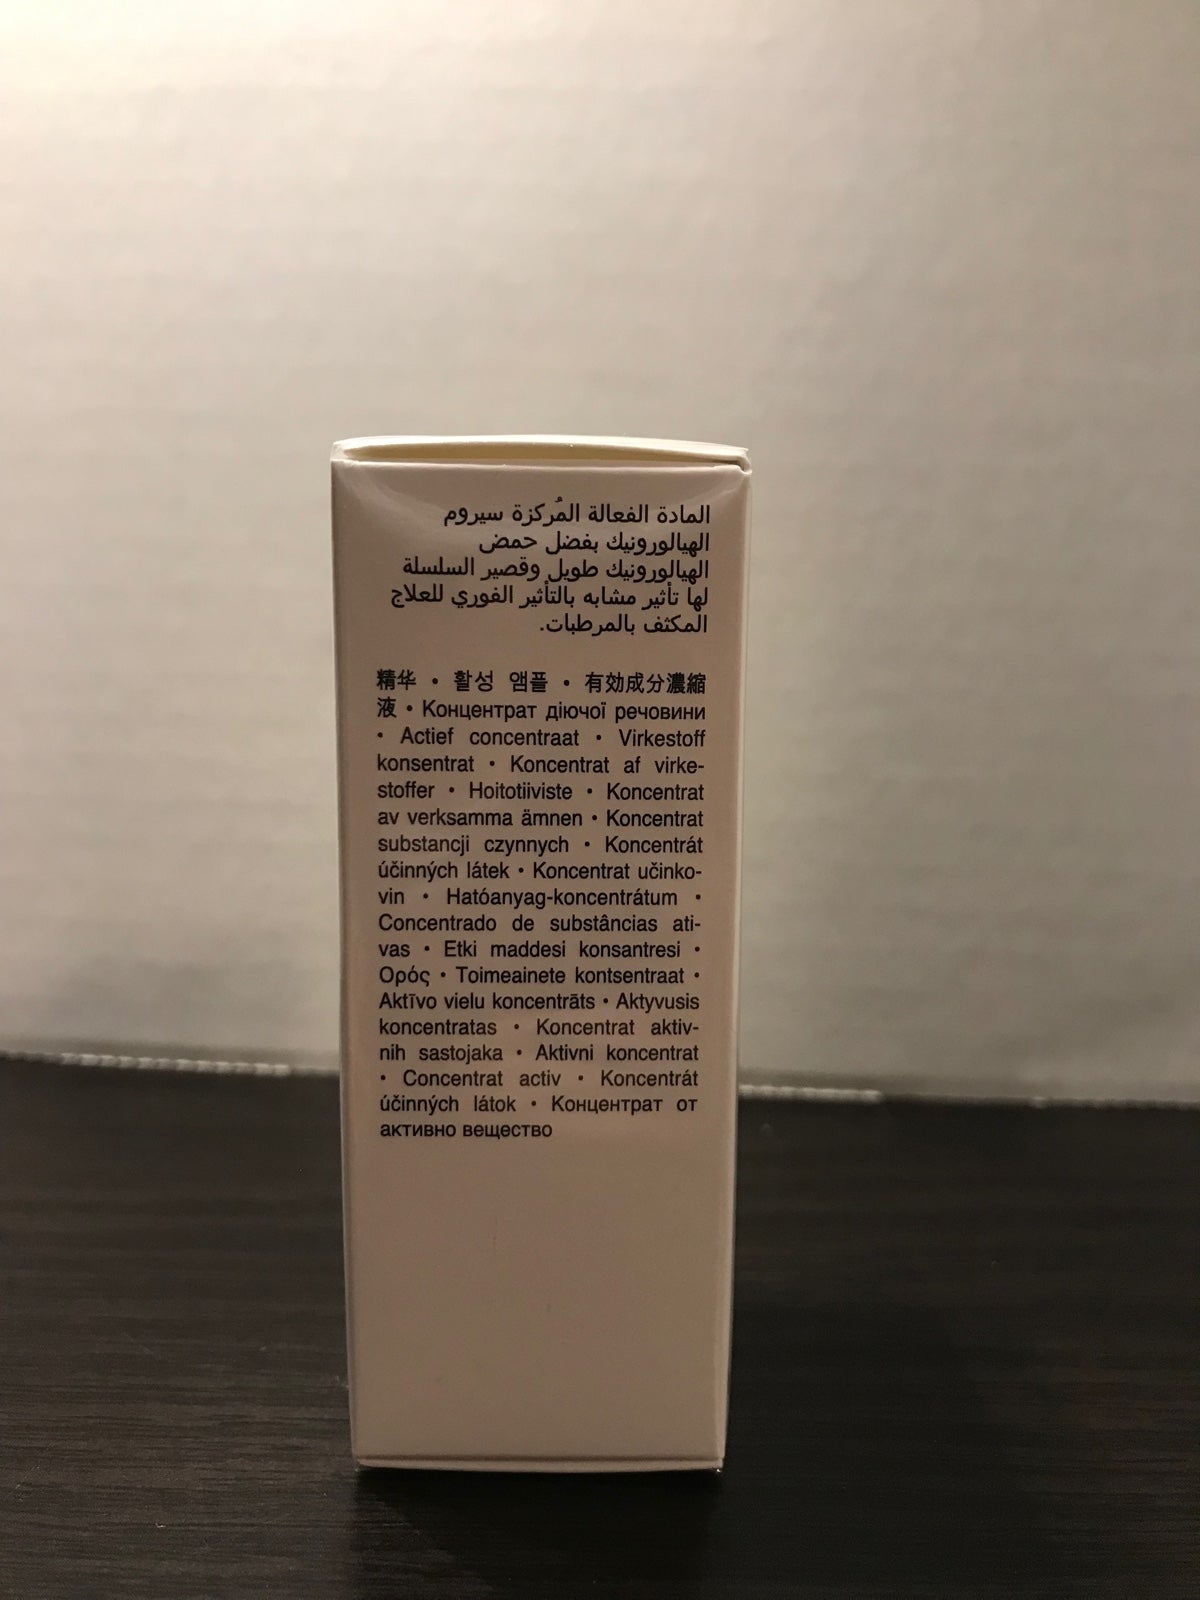 المادة الفعالة المُركزة سيروم
الهيالورونيك بفضل حمض
الهيالورونيك طويل وقصير السلسلة
لها تأثير مشابه بالتأثير الفوري للعلاج
المكثف بالمرطبات.
精华 • 활성 앰플 • 有効成分濃縮
液 • Концентрат діючої речовини
• Actief concentraat • Virkestoff
konsentrat • Koncentrat af virke-
stoffer • Hoitotiiviste • Koncentrat
av verksamma ämnen • Koncentrat
substancji czynnych • Koncentrát
účinných látek • Koncentrat učinko-
vin • Hatóanyag-koncentrátum •
Concentrado de substâncias ati-
vas • Etki maddesi konsantresi •
Ορός • Toimeainete kontsentraat •
Aktīvo vielu koncentrāts • Aktyvusis
koncentratas • Koncentrat aktiv-
nih sastojaka • Aktivni koncentrat
• Concentrat activ • Koncentrát
účinných látok • Концентрат от
активно вещество